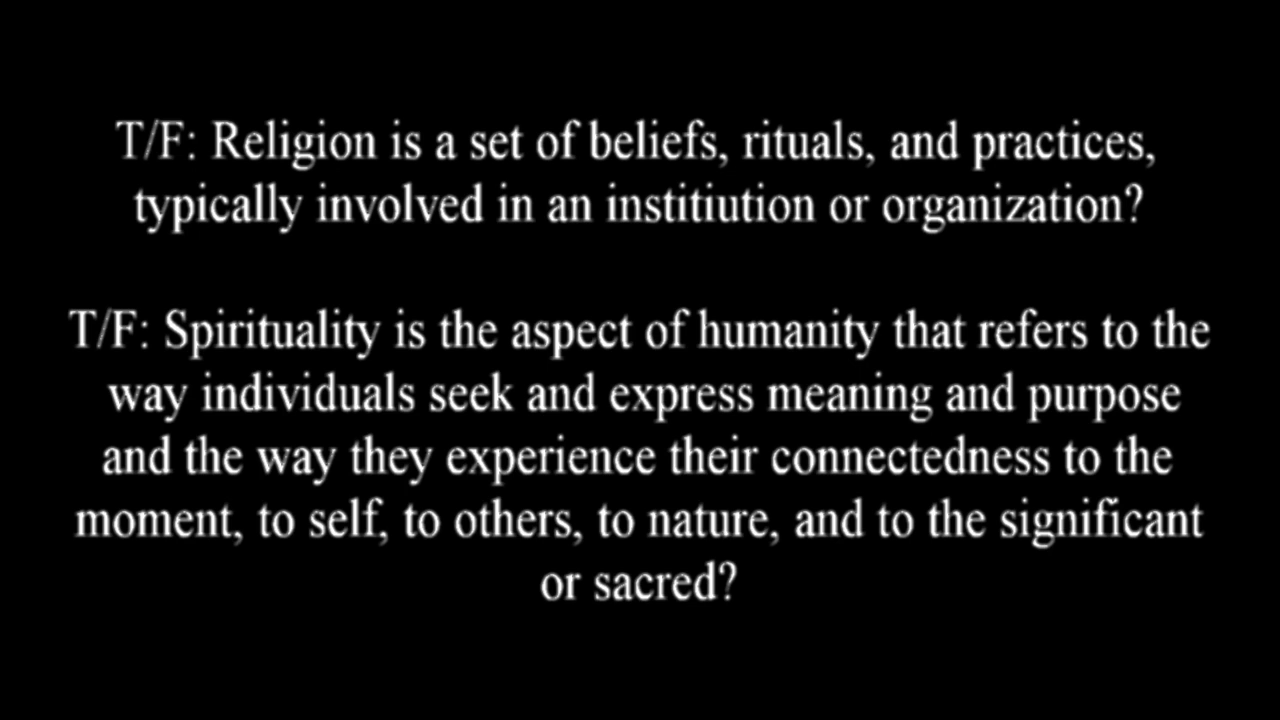 T/F: Religion is a set of beliefs, rituals, and practices,
typically involved in an institiution or organization?
T/F: Spirituality is the aspect of humanity that refers to the
way individuals seek and express meaning and purpose
and the way they experience their connectedness to the
moment, to self, to others, to nature, and to the significant
or sacred?